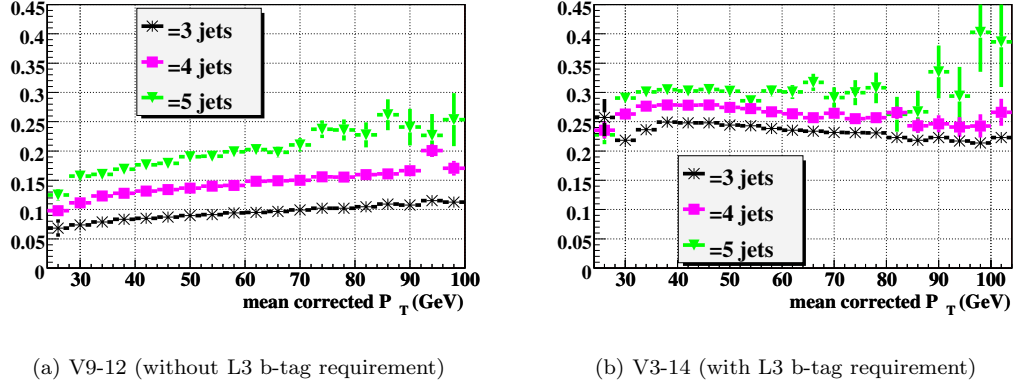 0.45
0.4
0.35
0.3
0.25
0.2
0.15
0.1
0.05
0
=3 jets
=4 jets
=5 jets
30 40 50 60 70 80 90 100
mean corrected P T (GeV)
(a) V9-12 (without L3 b-tag requirement)
0.45
0.4
0.35
0.3
0.25
0.2
0.15
0.1
0.05
0
=3 jets
=4 jets
=5 jets
30 40 50 60 70 80 90 100
mean corrected P T (GeV)
(b) V3-14 (with L3 b-tag requirement)